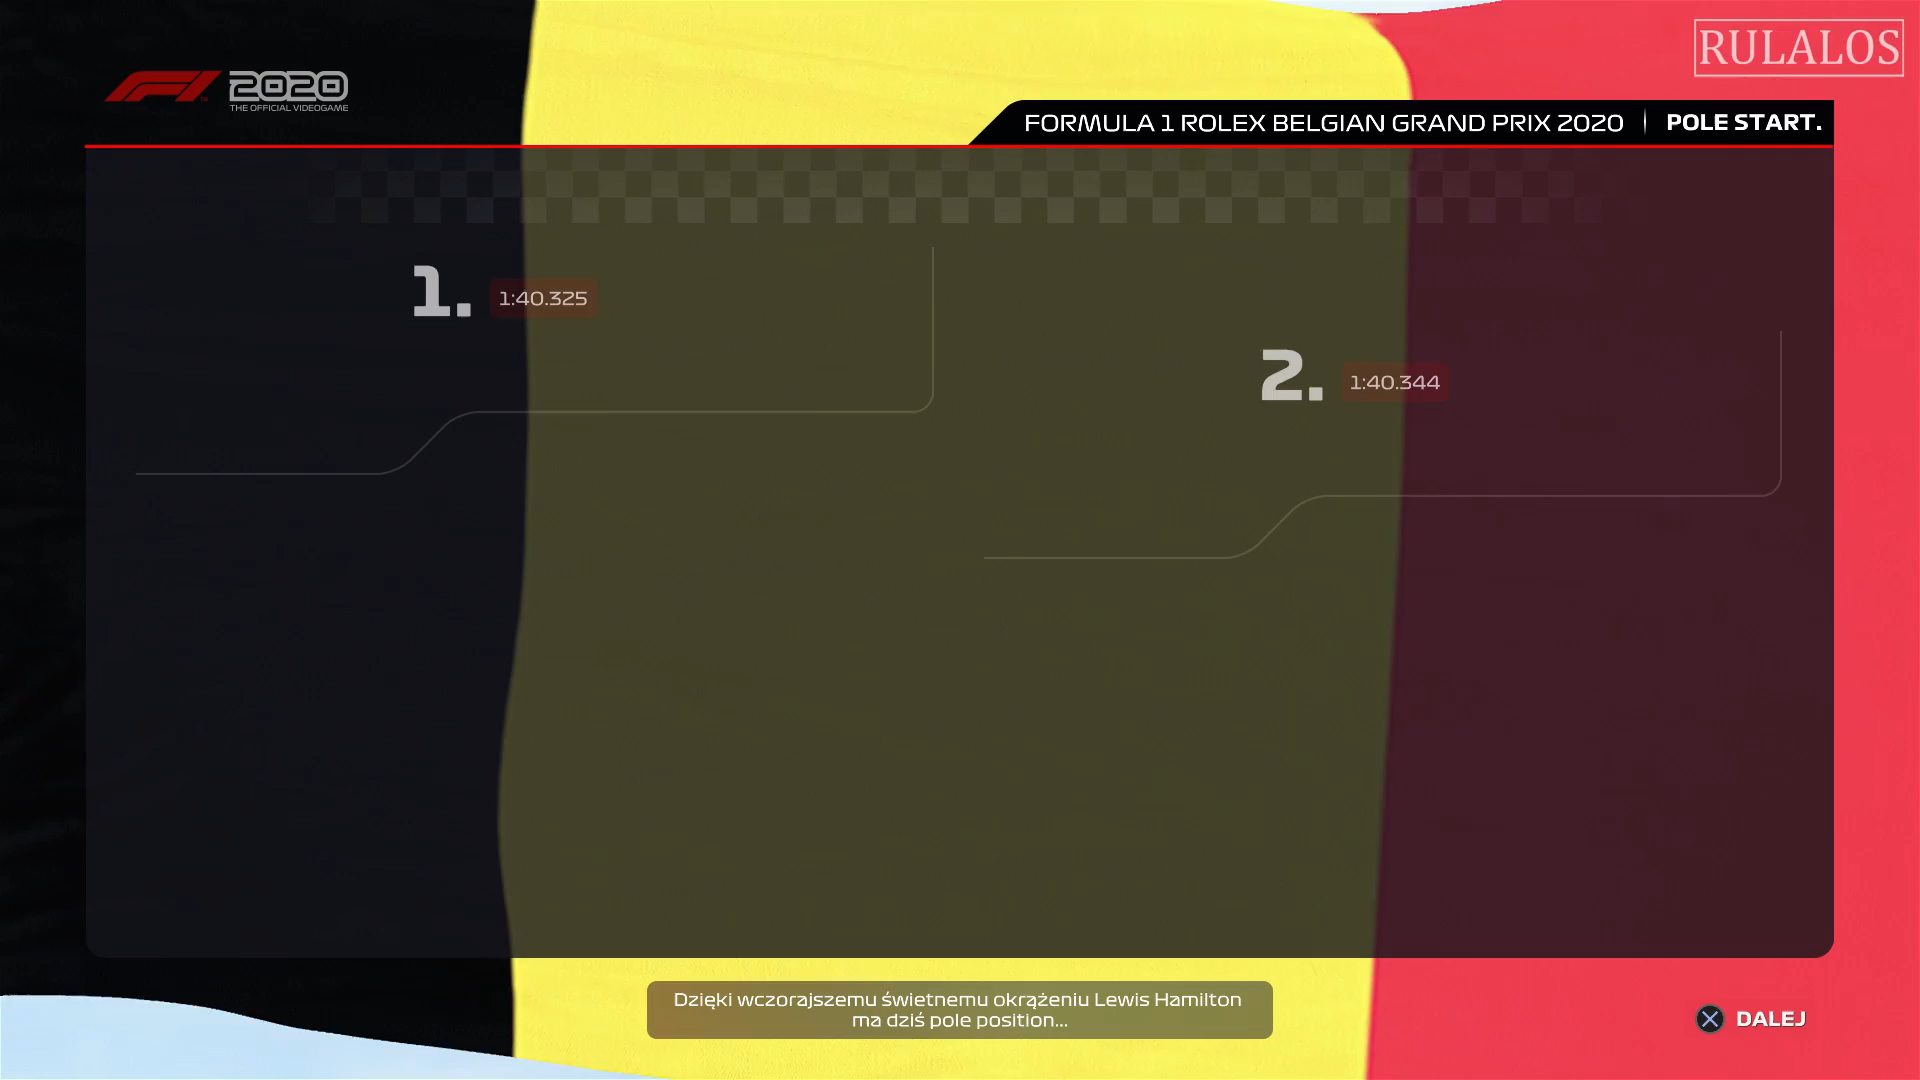 RULALOS
F1 2020
THE OFFICIAL VIDEOGAME
FORMULA 1 ROLEX BELGIAN GRAND PRIX 2020 | POLE START.
1. 1:40.325
2. 1:40.344
Dzięki wczorajszemu świetnemu okrążeniu Lewis Hamilton
ma dziś pole position...
DALEJ